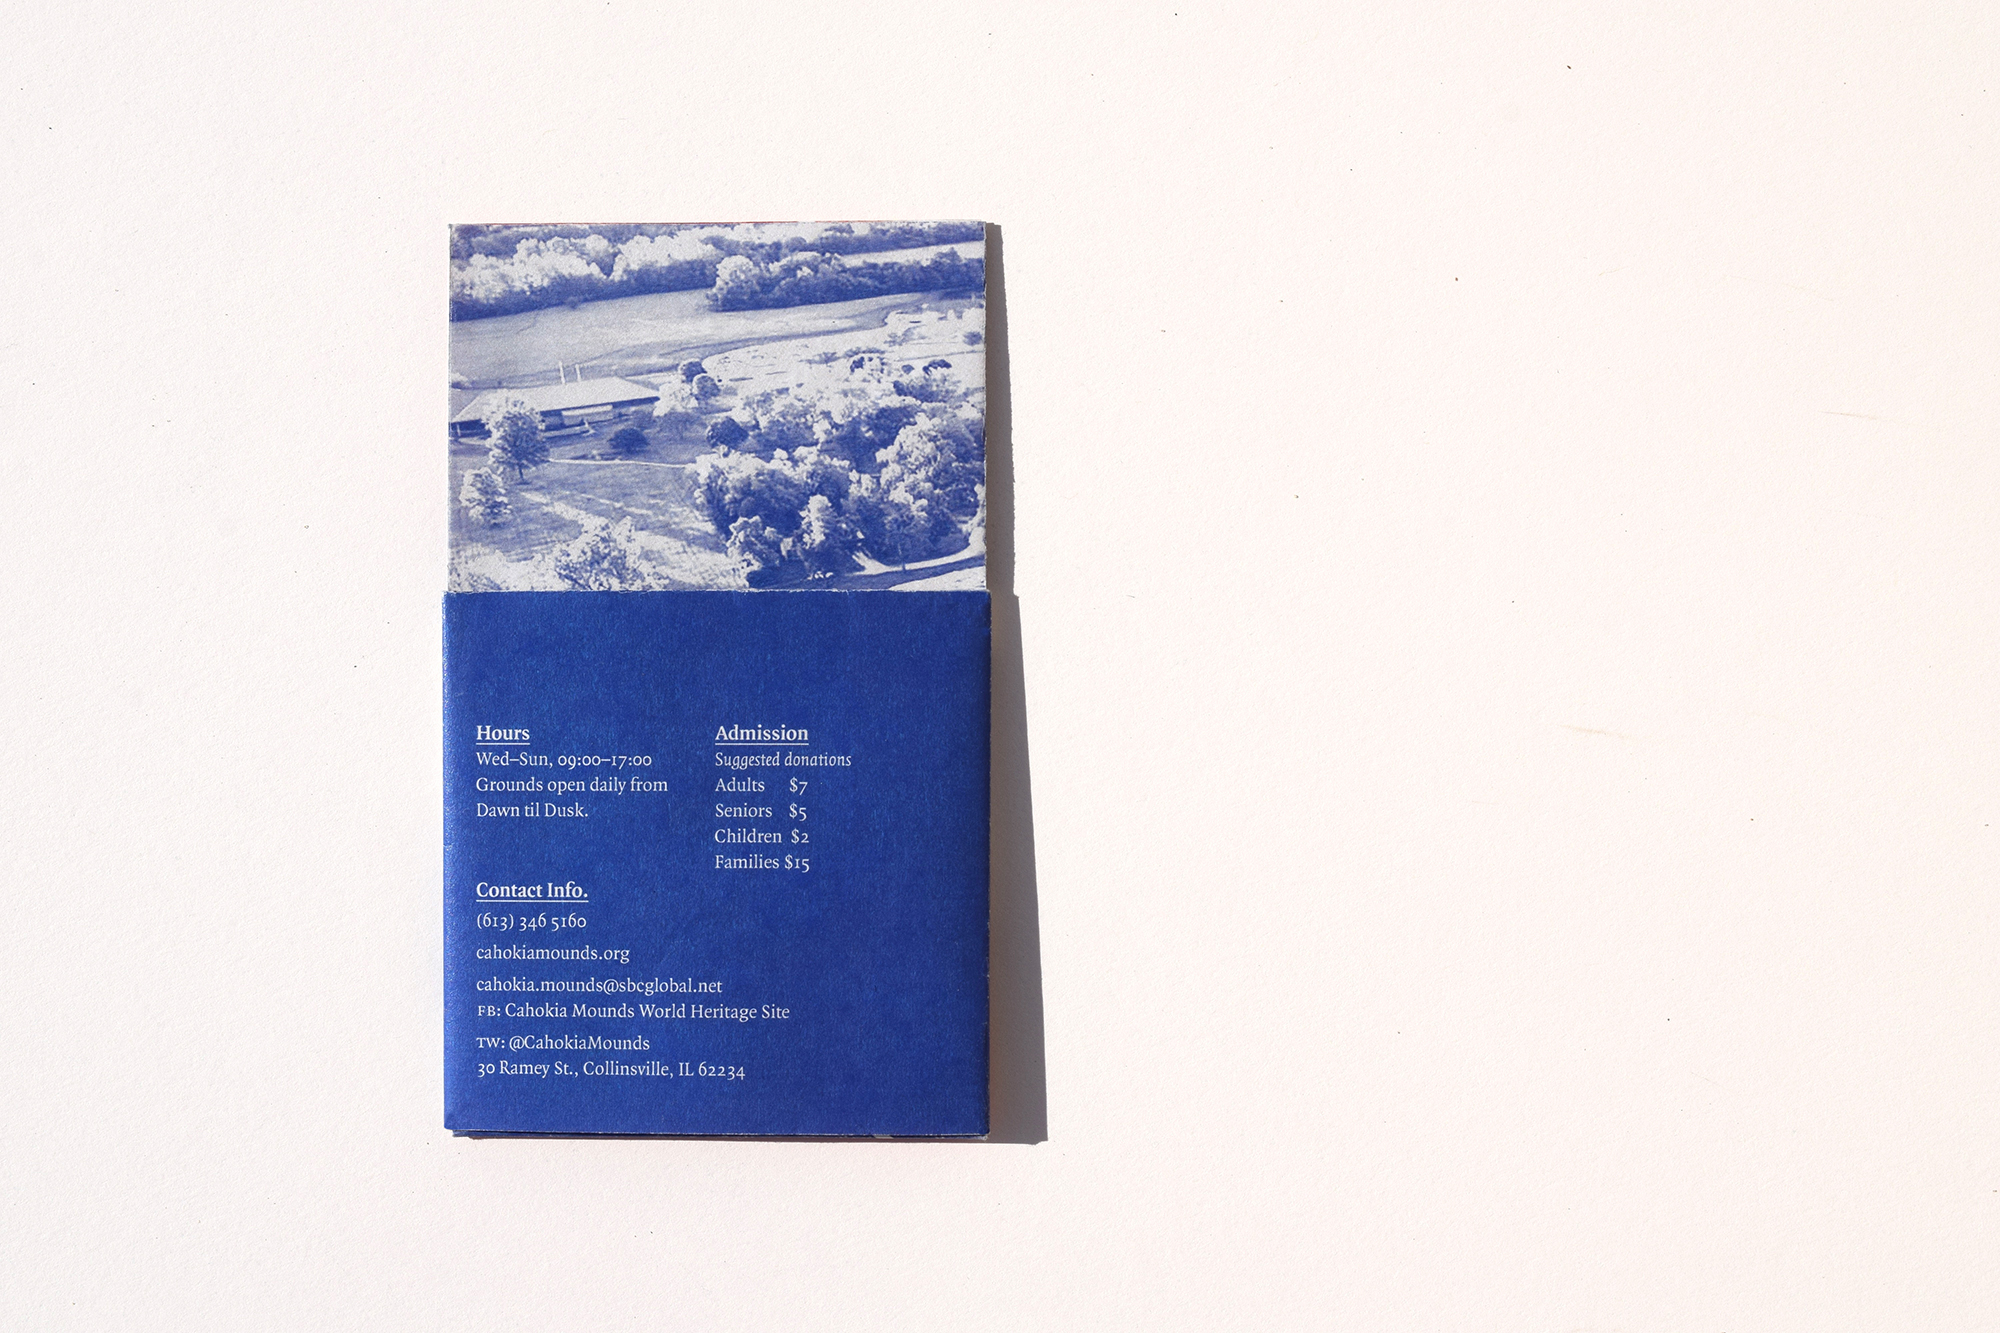 Hours
Wed–Sun, 09:00–17:00
Grounds open daily from
Dawn til Dusk.
Admission
Suggested donations
Adults $7
Seniors $5
Children $2
Families $15
Contact Info.
(613) 346 5160
cahokiamounds.org
cahokia.mounds@sbcglobal.net
FB: Cahokia Mounds World Heritage Site
TW: @CahokiaMounds
30 Ramey St., Collinsville, IL 62234